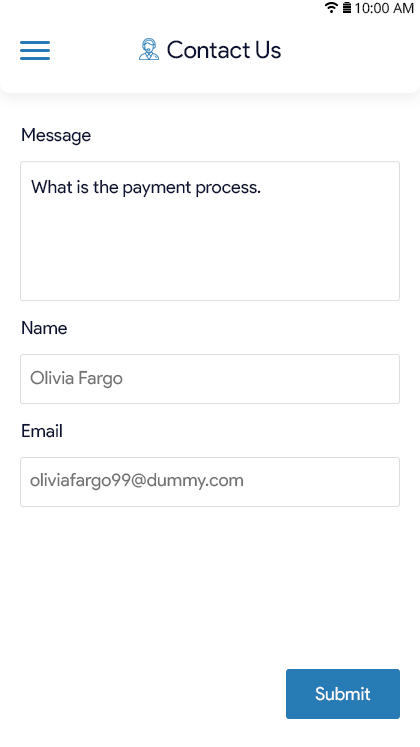 10:00 AM
Contact Us
Message
What is the payment process.
Name
Olivia Fargo
Email
oliviafargo99@dummy.com
Submit